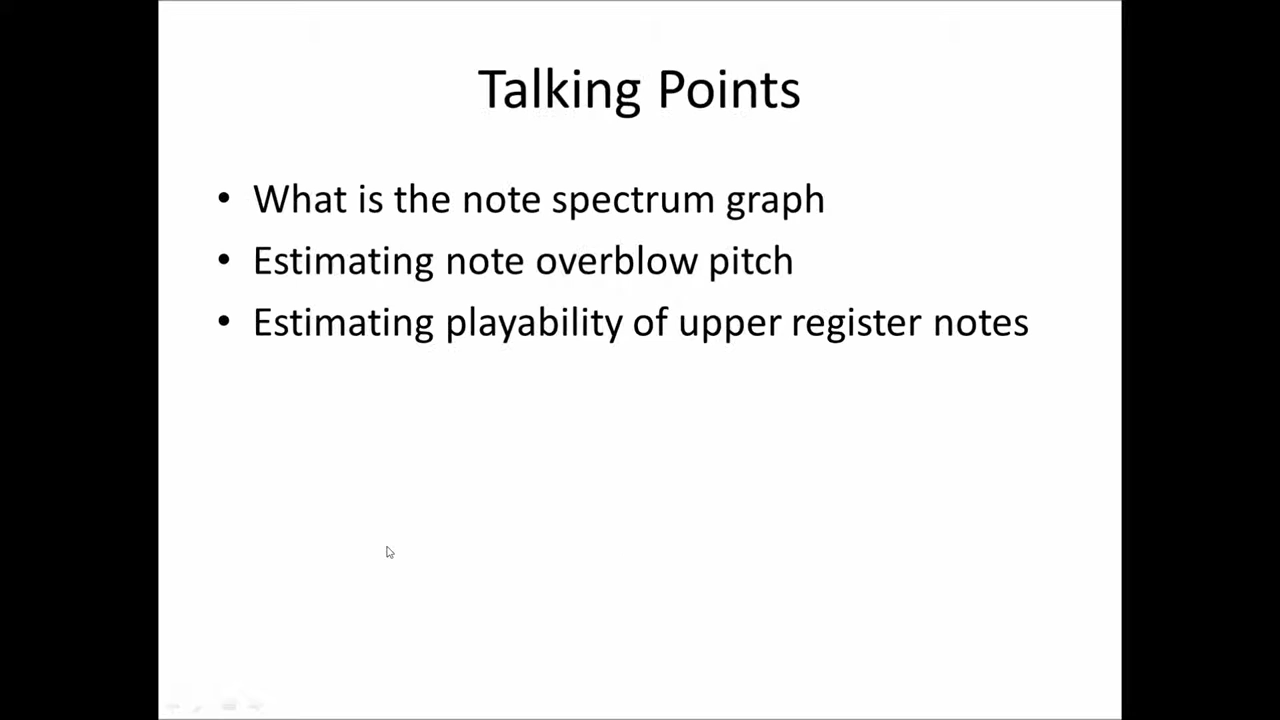 Talking Points
• What is the note spectrum graph
• Estimating note overblow pitch
• Estimating playability of upper register notes